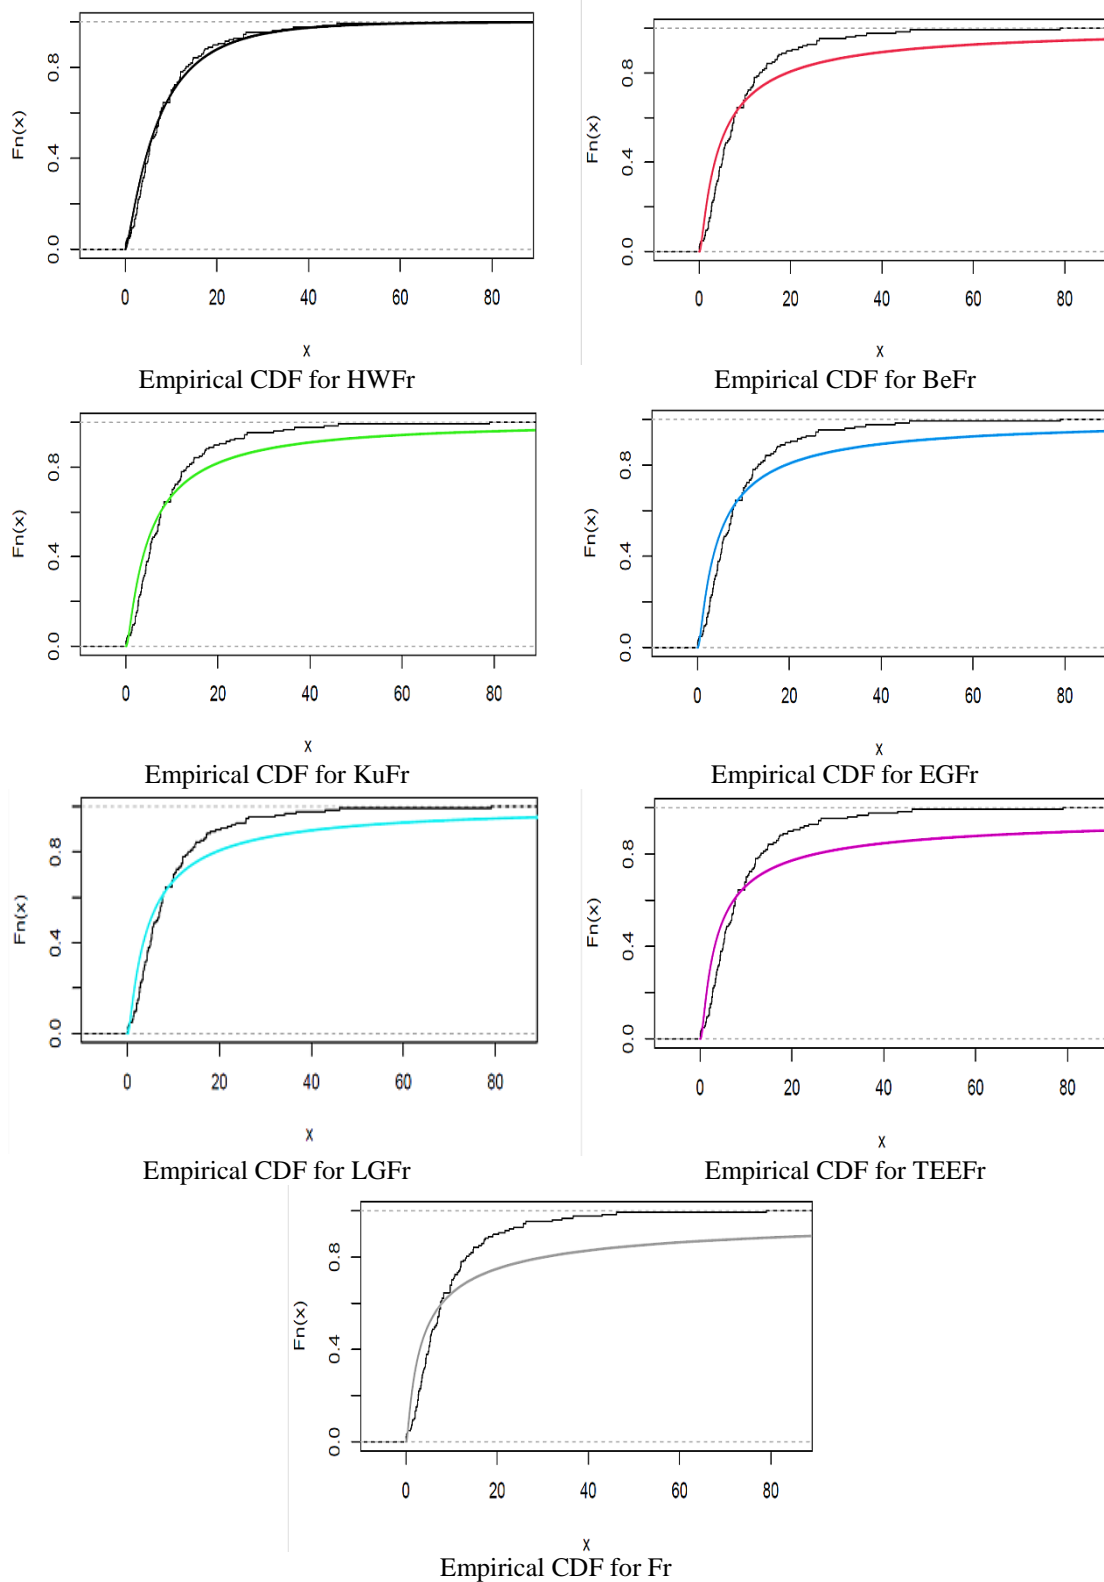 Fn(x)
0.8
0.4
0.0
0 20 40 60 80
x
Empirical CDF for HWFr
Fn(x)
0.8
0.4
0.0
0 20 40 60 80
x
Empirical CDF for BeFr
Fn(x)
0.8
0.4
0.0
0 20 40 60 80
x
Empirical CDF for KuFr
Fn(x)
0.8
0.4
0.0
0 20 40 60 80
x
Empirical CDF for EGFr
Fn(x)
0.8
0.4
0.0
0 20 40 60 80
x
Empirical CDF for LGFr
Fn(x)
0.8
0.4
0.0
0 20 40 60 80
x
Empirical CDF for TEEFr
Fn(x)
0.8
0.4
0.0
0 20 40 60 80
x
Empirical CDF for Fr